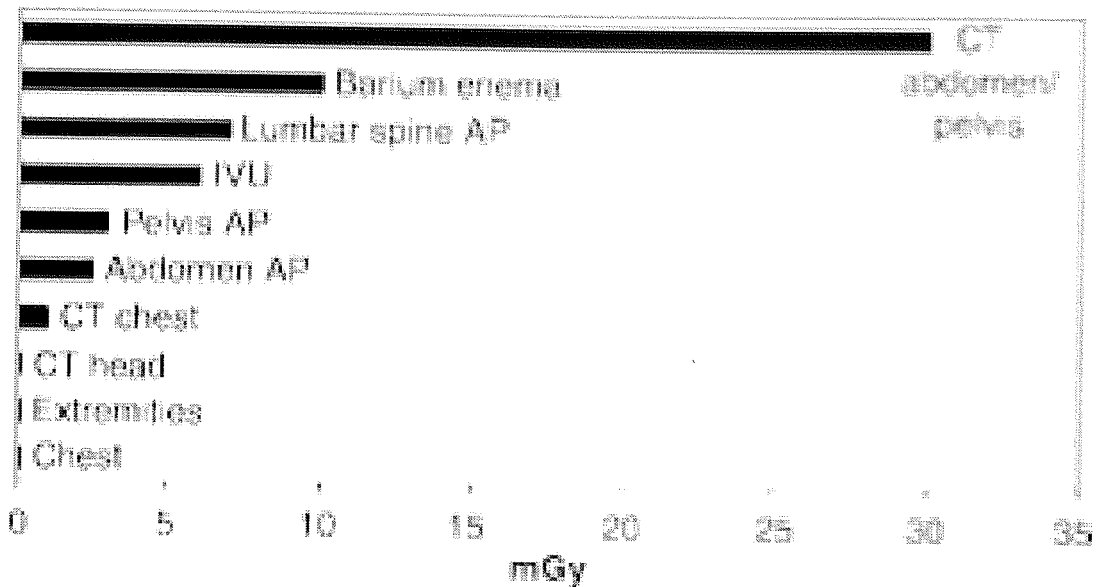 CT
Barium enema
abdomen/
Lumbar spine AP
pelvis
IVU
Pelvis AP
Abdomen AP
CT chest
CT head
Extremities
Chest
0 5 10 15 20 25 30 35
mGy